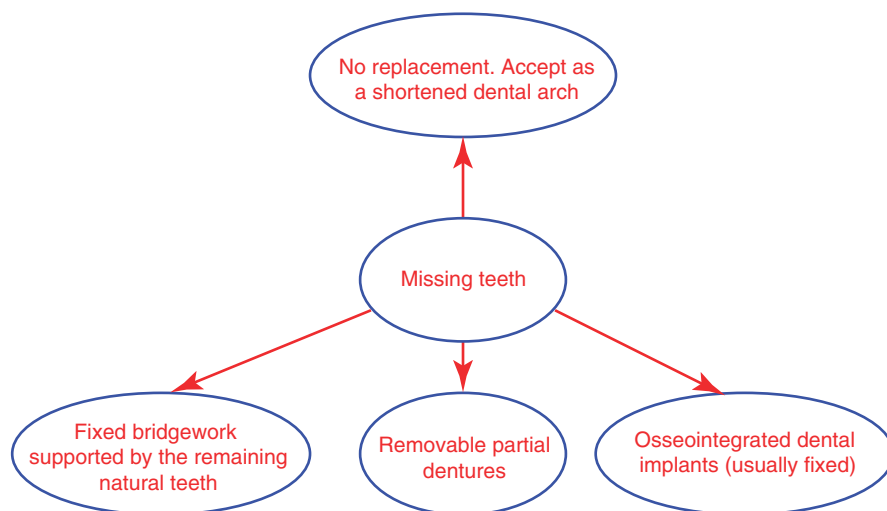 No replacement. Accept as
a shortened dental arch
Missing teeth
Fixed bridgework
supported by the remaining
natural teeth
Removable partial
dentures
Osseointegrated dental
implants (usually fixed)